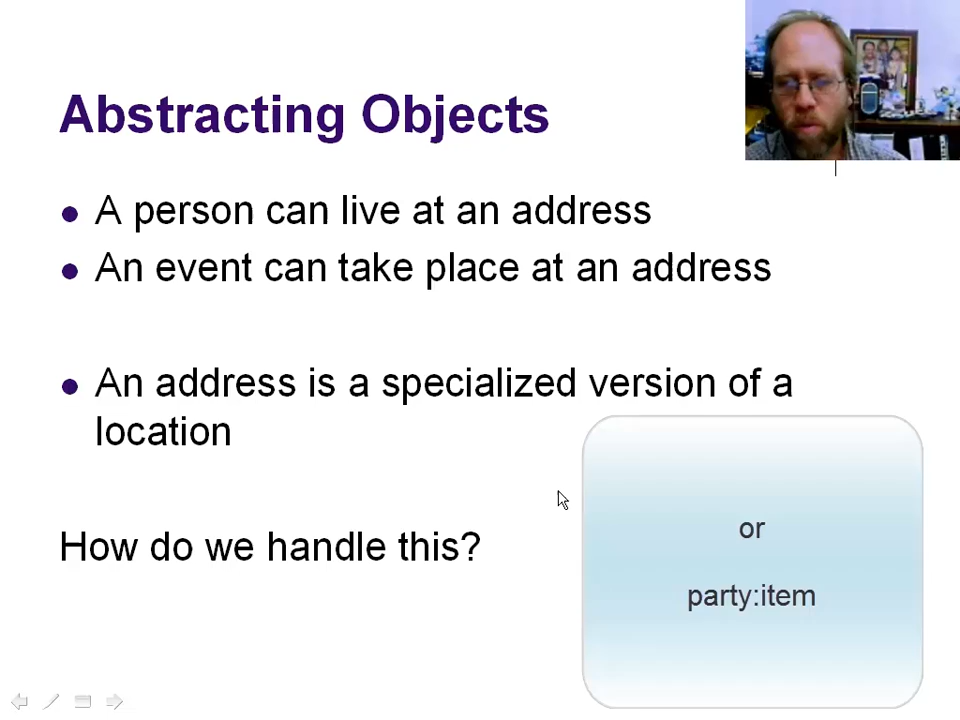 Abstracting Objects
A person can live at an address
An event can take place at an address
An address is a specialized version of a
location
How do we handle this?
or
party:item